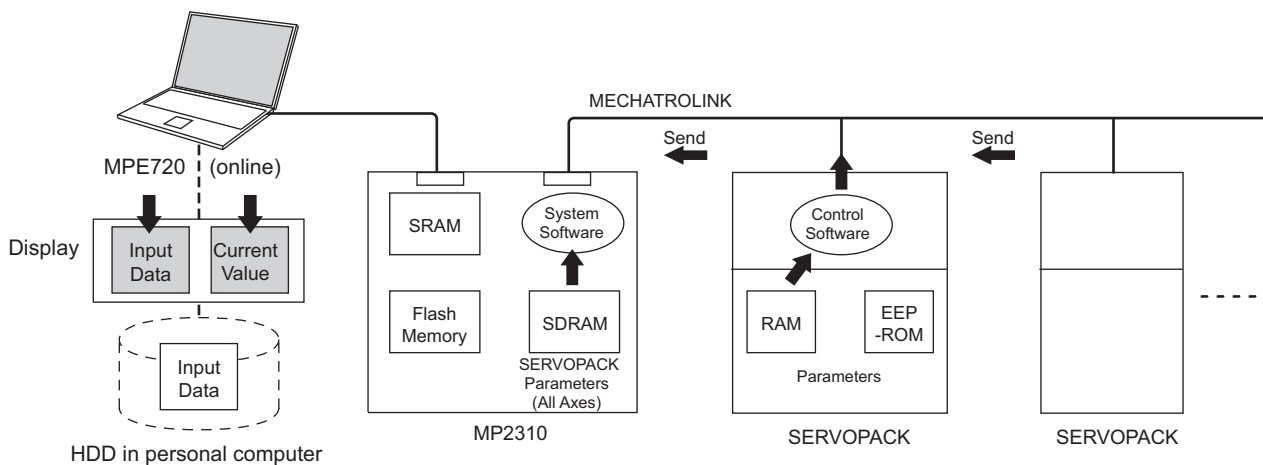 MPE720 (online)
Display
Input
Data
Current
Value
Input
Data
HDD in personal computer
MECHATROLINK
Send
Send
SRAM
System
Software
Flash
Memory
SDRAM
SERVOPACK
Parameters
(All Axes)
MP2310
Control
Software
RAM
EEP
-ROM
Parameters
SERVOPACK
SERVOPACK